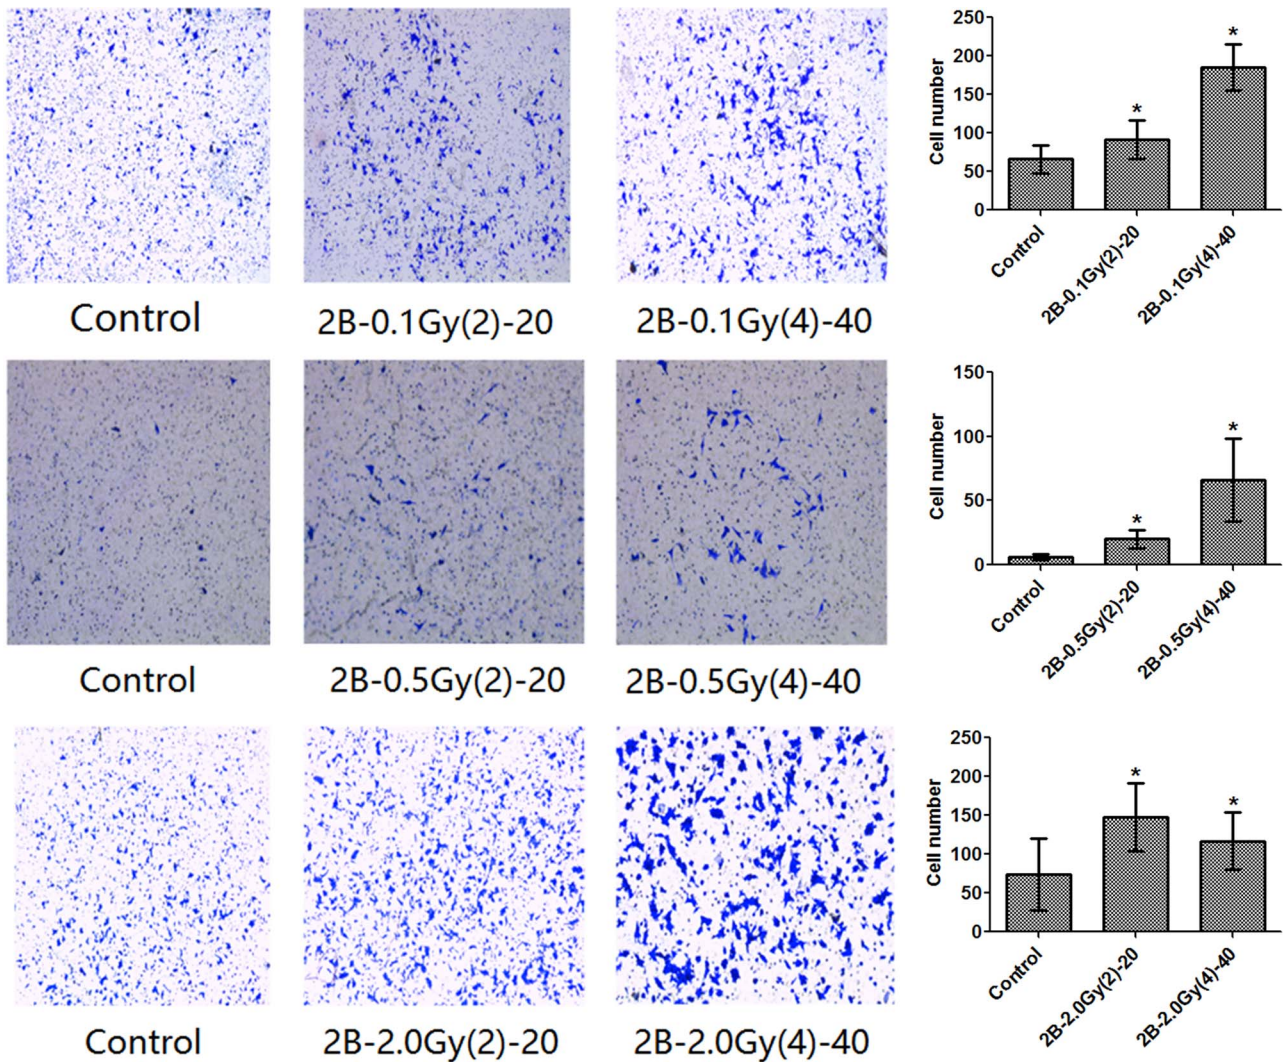 250
200
150
100
50
0
Cell number
*
*
Control
2B-0.1Gy(2)-20
2B-0.1Gy(4)-40
Control
2B-0.1Gy(2)-20
2B-0.1Gy(4)-40
150
100
50
0
Cell number
*
*
Control
2B-0.5Gy(2)-20
2B-0.5Gy(4)-40
Control
2B-0.5Gy(2)-20
2B-0.5Gy(4)-40
250
200
150
100
50
0
Cell number
*
*
Control
2B-2.0Gy(2)-20
2B-2.0Gy(4)-40
Control
2B-2.0Gy(2)-20
2B-2.0Gy(4)-40